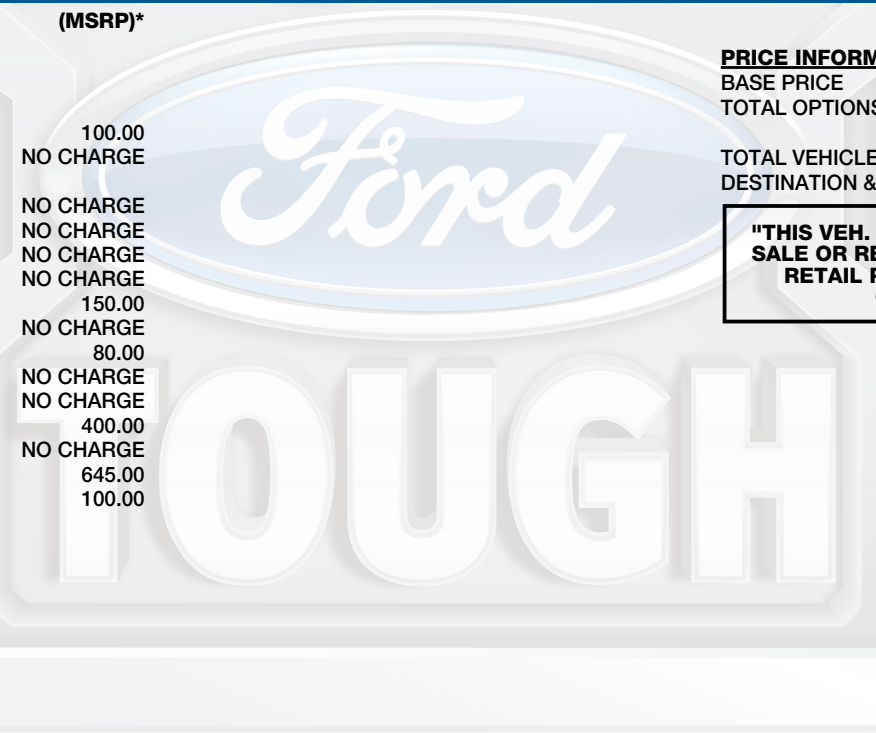 (MSRP)*
100.00
NO CHARGE
NO CHARGE
NO CHARGE
NO CHARGE
NO CHARGE
150.00
NO CHARGE
80.00
NO CHARGE
NO CHARGE
400.00
NO CHARGE
645.00
100.00
PRICE INFORM
BASE PRICE
TOTAL OPTIONS
TOTAL VEHICLE
DESTINATION &
"THIS VEH.
SALE OR RE
RETAIL
Ford
TOUGH